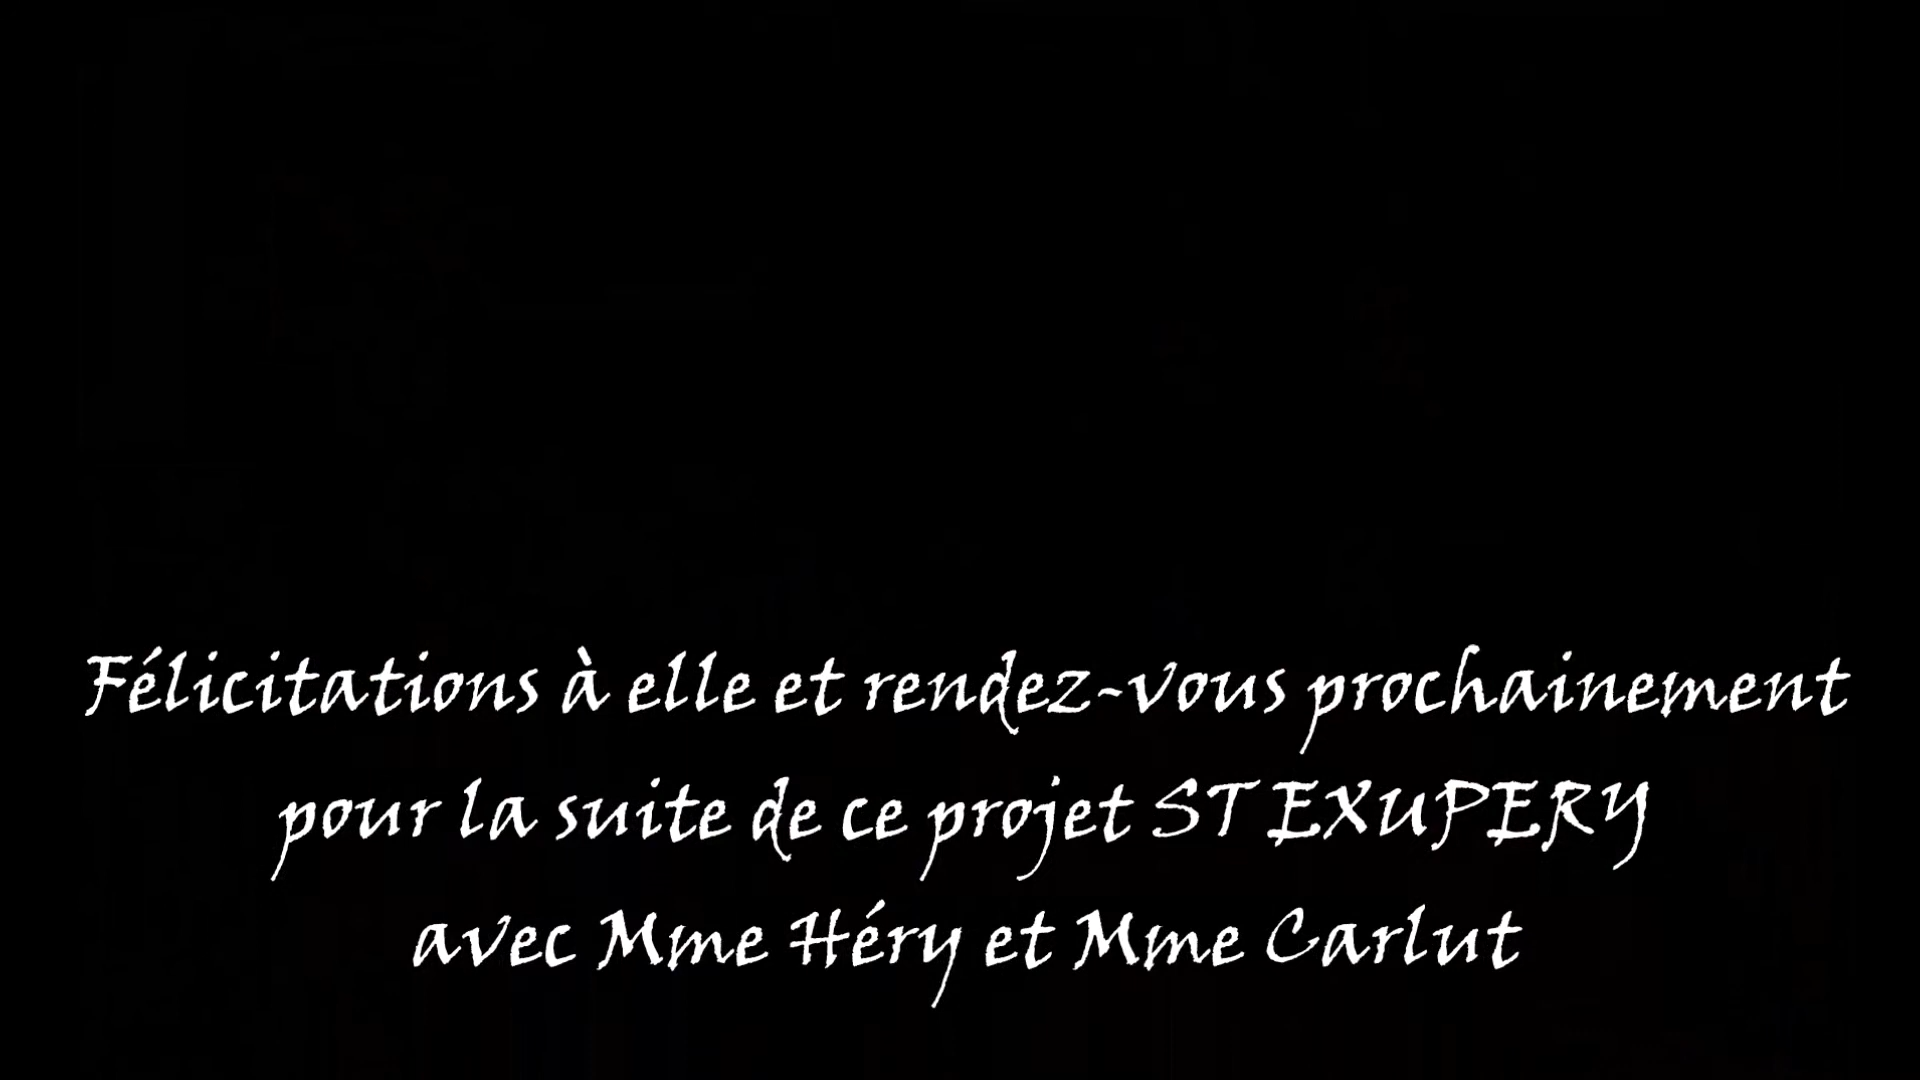 Félicitations à elle et rendez-vous prochainement
pour la suite de ce projet ST EXUPERY
avec Mme Héry et Mme Carlut